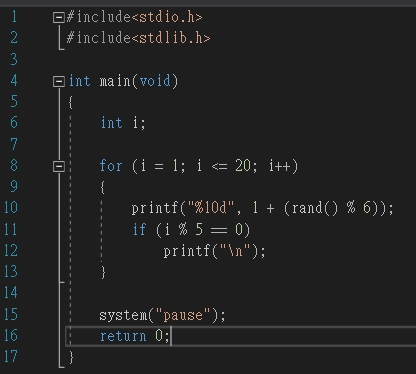 1 #include<stdio.h>
2 #include<stdlib.h>
3
4 int main(void)
5 {
6 int i;
7
8 for (i = 1; i <= 20; i++)
9 {
10 printf("%10d", 1 + (rand() % 6));
11 if (i % 5 == 0)
12 printf("\n");
13 }
14
15 system("pause");
16 return 0;
17 }